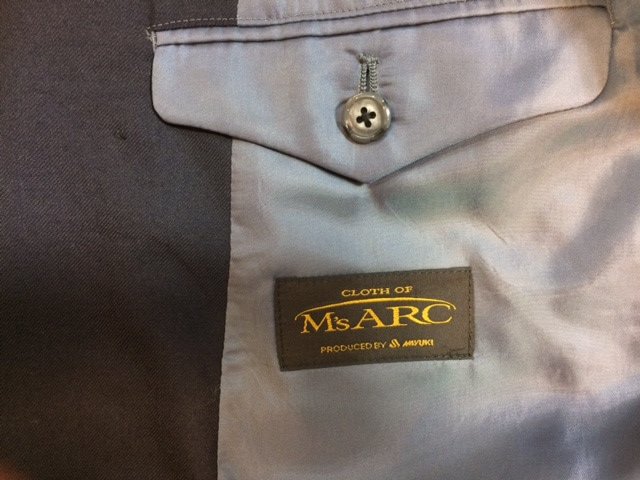 CLOTH OF
M's ARC
PRODUCED BY MIYUKI